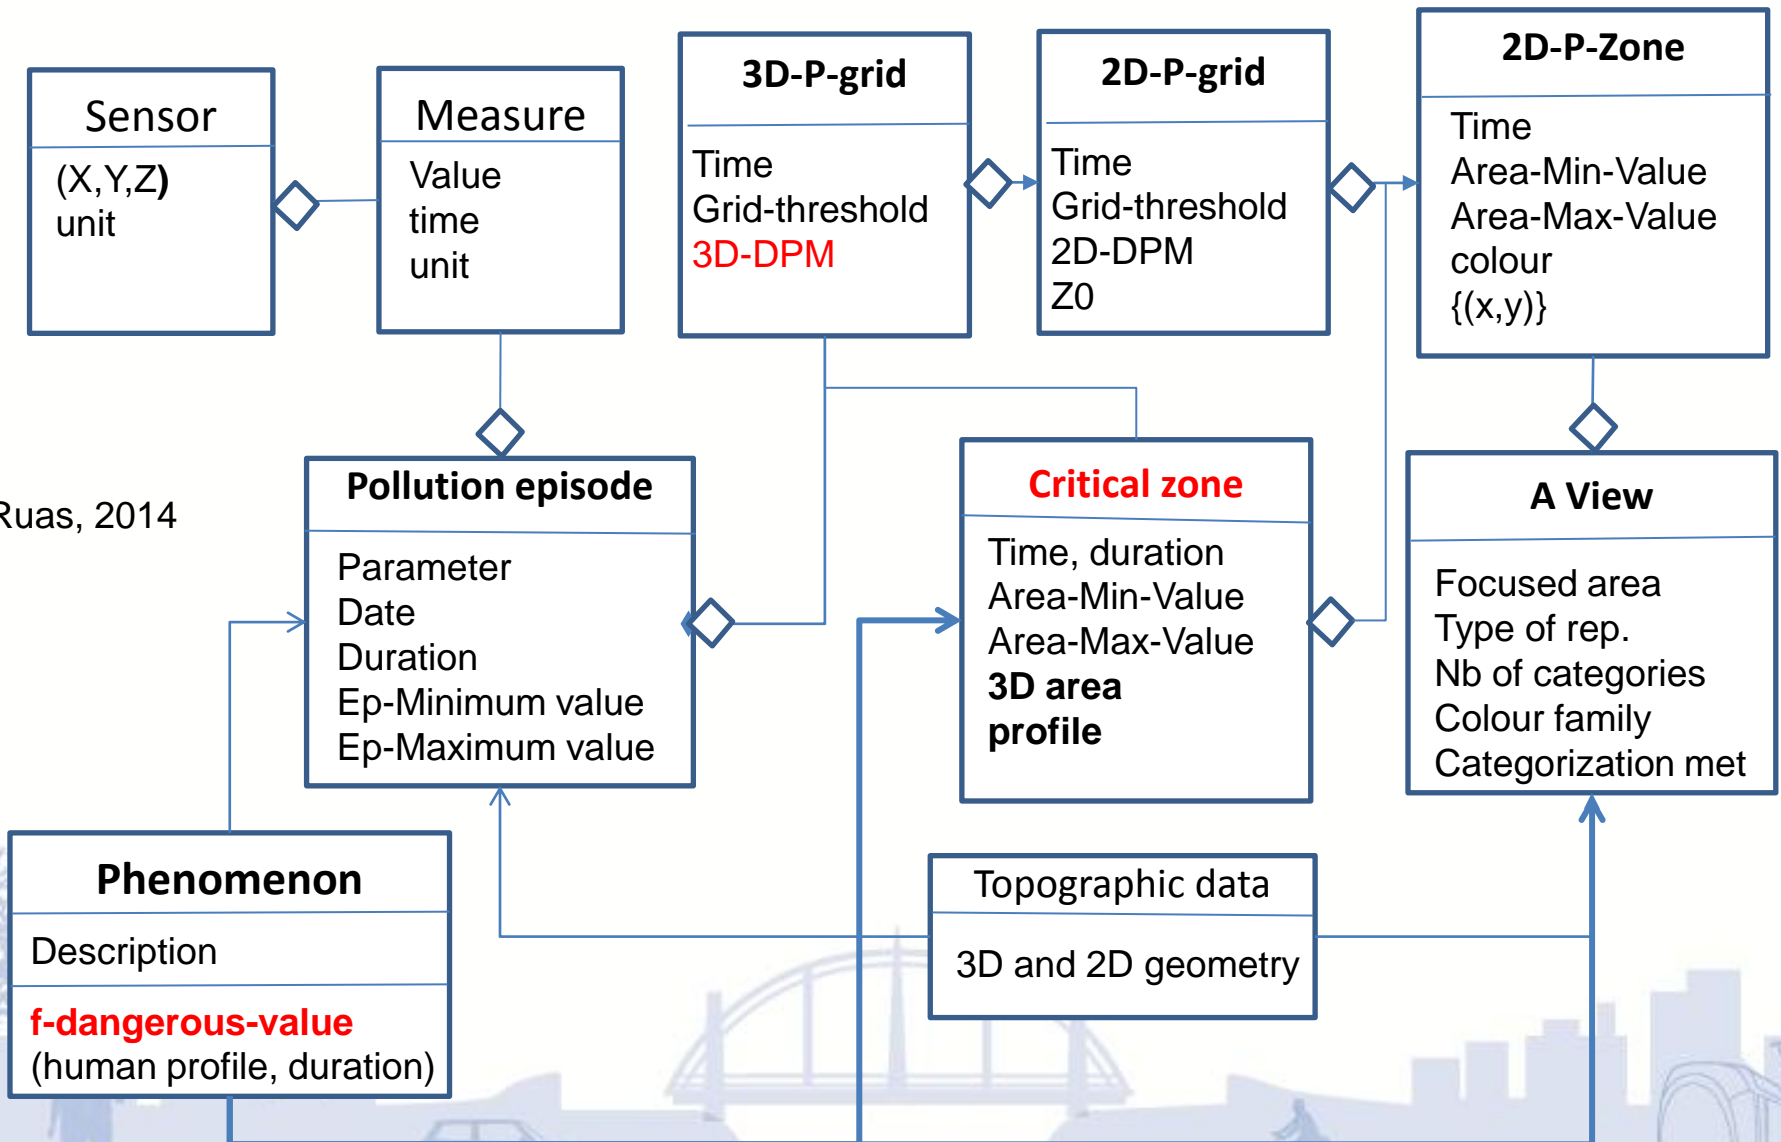 Sensor
(X,Y,Z)
unit
Measure
Value
time
unit
3D-P-grid
Time
Grid-threshold
3D-DPM
2D-P-grid
Time
Grid-threshold
2D-DPM
Z0
2D-P-Zone
Time
Area-Min-Value
Area-Max-Value
colour
{(x,y)}
Ruas, 2014
Pollution episode
Parameter
Date
Duration
Ep-Minimum value
Ep-Maximum value
Critical zone
Time, duration
Area-Min-Value
Area-Max-Value
3D area
profile
A View
Focused area
Type of rep.
Nb of categories
Colour family
Categorization met
Phenomenon
Description
f-dangerous-value
(human profile, duration)
Topographic data
3D and 2D geometry